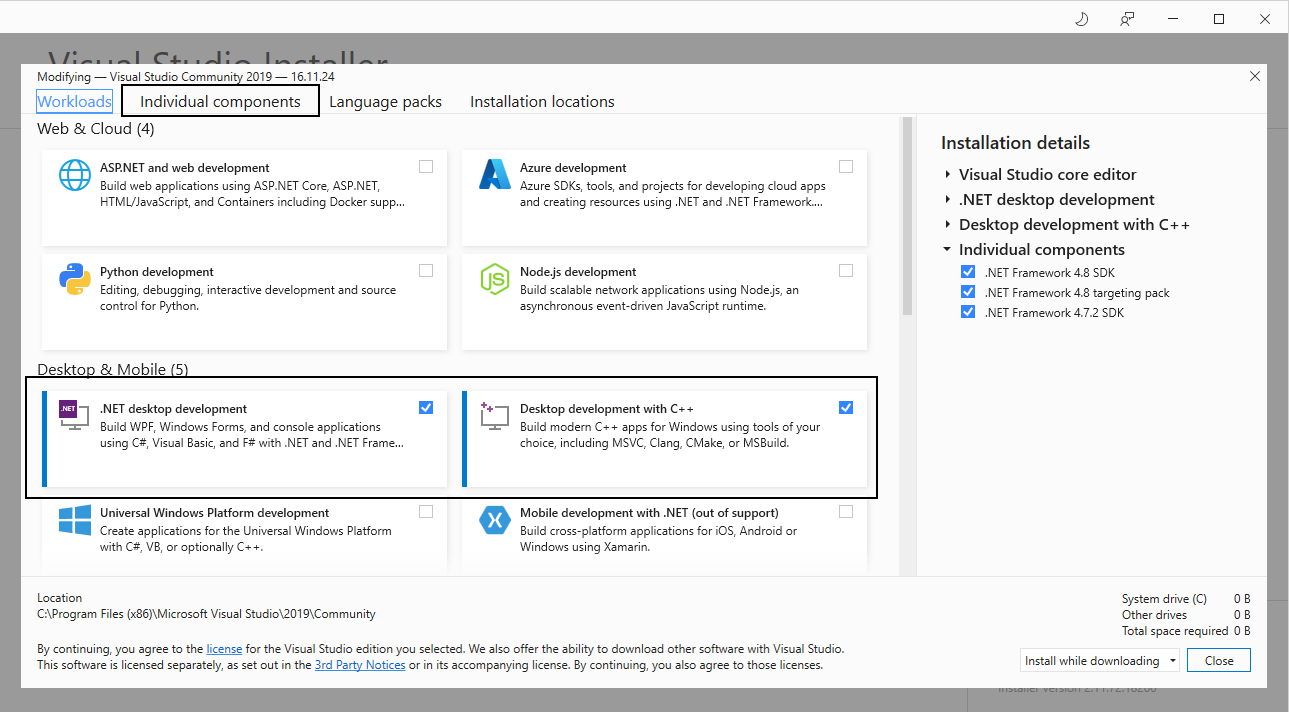 Visual Studio Installer
Modifying — Visual Studio Community 2019 — 16.11.24
Workloads Individual components Language packs Installation locations
Web & Cloud (4)
ASP.NET and web development
Build web applications using ASP.NET Core, ASP.NET,
HTML/JavaScript, and Containers including Docker supp...
Azure development
Azure SDKs, tools, and projects for developing cloud apps
and creating resources using .NET and .NET Framework....
Python development
Editing, debugging, interactive development and source
control for Python.
Node.js development
Build scalable network applications using Node.js, an
asynchronous event-driven JavaScript runtime.
Desktop & Mobile (5)
.NET
.NET desktop development
Build WPF, Windows Forms, and console applications
using C#, Visual Basic, and F# with .NET and .NET Frame...
Desktop development with C++
Build modern C++ apps for Windows using tools of your
choice, including MSVC, Clang, CMake, or MSBuild.
Universal Windows Platform development
Create applications for the Universal Windows Platform
with C#, VB, or optionally C++.
Mobile development with .NET (out of support)
Build cross-platform applications for iOS, Android or
Windows using Xamarin.
Installation details
Visual Studio core editor
.NET desktop development
Desktop development with C++
Individual components
.NET Framework 4.8 SDK
.NET Framework 4.8 targeting pack
.NET Framework 4.7.2 SDK
Location
C:\Program Files (x86)\Microsoft Visual Studio\2019\Community
By continuing, you agree to the license for the Visual Studio edition you selected. We also offer the ability to download other software with Visual Studio.
This software is licensed separately, as set out in the 3rd Party Notices or in its accompanying license. By continuing, you also agree to those licenses.
System drive (C) 0 B
Other drives 0 B
Total space required 0 B
Install while downloading
Close
Installer version